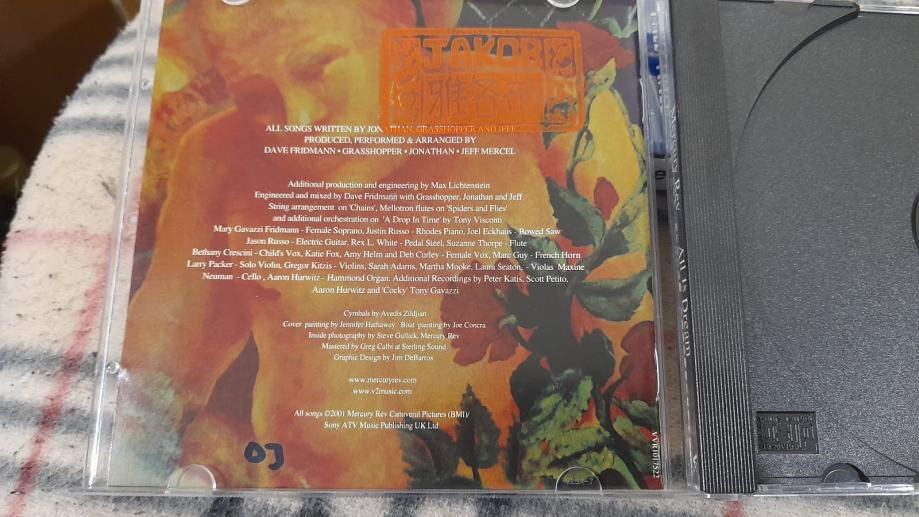 JAKOB
雅各布
ALL SONGS WRITTEN BY JONATHAN, GRASSHOPPER AND JEFF
PRODUCED, PERFORMED & ARRANGED BY
DAVE FRIDMANN • GRASSHOPPER • JONATHAN • JEFF MERCEL
Additional production and engineering by Max Lichtenstein
Engineered and mixed by Dave Fridmann with Grasshopper, Jonathan and Jeff
String arrangement on 'Chains', Mellotron flutes on 'Spiders and Flies'
and additional orchestration on 'A Drop In Time' by Tony Visconti
Mary Gavazzi Fridmann - Female Soprano, Justin Russo - Rhodes Piano, Joel Eckhaus - Bowed Saw
Jason Russo - Electric Guitar, Rex L. White - Pedal Steel, Suzanne Thorpe - Flute
Bethany Crescini - Child's Vox, Katie Fox, Amy Helm and Deb Curley - Female Vox, Marc Guy - French Horn
Larry Packer - Solo Violin, Gregor Kitzis - Violins, Sarah Adams, Martha Mooke, Laura Seaton, - Violas Maxine
Neuman - Cello, Aaron Hurwitz - Hammond Organ. Additional Recordings by Peter Katis, Scott Petito,
Aaron Hurwitz and 'Cocky' Tony Gavazzi
Cymbals by Avedis Zildjian
Cover painting by Jennifer Hathaway. Boat painting by Joe Concra
Inside photography by Steve Gullick, Mercury Rev
Mastered by Greg Calbi at Sterling Sound
Graphic Design by Jim DeBarros
www.mercuryrev.com
www.v2music.com
All songs ©2001 Mercury Rev Canaveral Pictures (BMI)/
Sony ATV Music Publishing UK Ltd
OJ
VVR1017522
Mercury Rev - All Is Dream